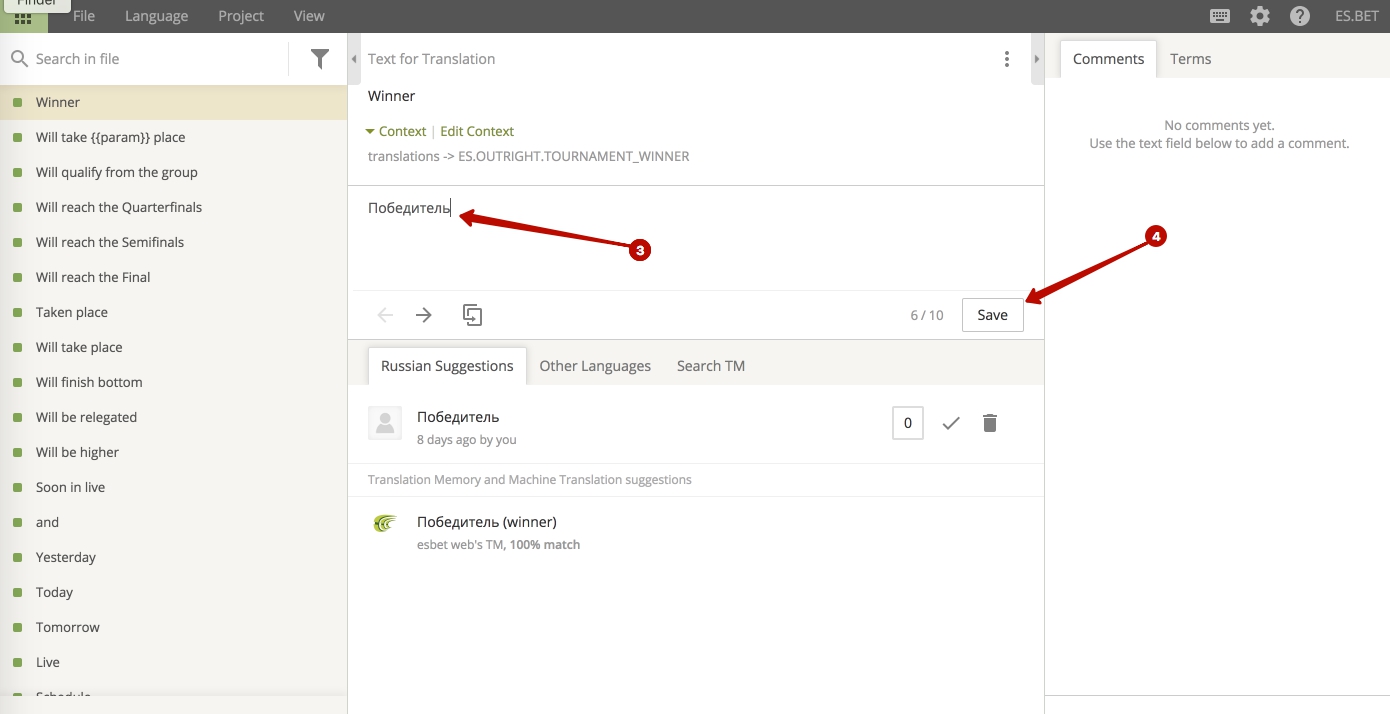 Finder
File Language Project View ES.BET
Search in file
Winner
Will take {{param}} place
Will qualify from the group
Will reach the Quarterfinals
Will reach the Semifinals
Will reach the Final
Taken place
Will take place
Will finish bottom
Will be relegated
Will be higher
Soon in live
and
Yesterday
Today
Tomorrow
Live
Schedule
Text for Translation
Winner
Context | Edit Context
translations -> ES.OUTRIGHT.TOURNAMENT_WINNER
Победитель
3
4
6 / 10 Save
Russian Suggestions Other Languages Search TM
Победитель
8 days ago by you
0
Translation Memory and Machine Translation suggestions
Победитель (winner)
esbet web's TM, 100% match
Comments Terms
No comments yet.
Use the text field below to add a comment.